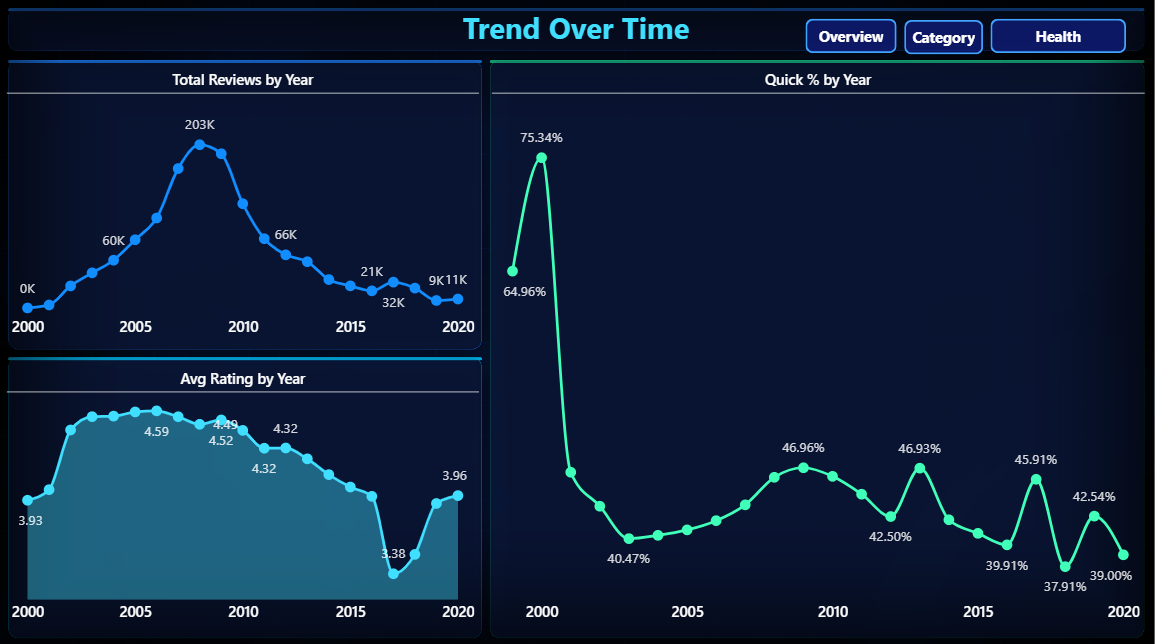 Trend Over Time
Overview
Category
Health
Total Reviews by Year
203K
60K
66K
0K
21K
9K
11K
32K
2000
2005
2010
2015
2020
Avg Rating by Year
4.59
4.49
4.52
4.32
4.32
3.96
3.93
3.38
2000
2005
2010
2015
2020
Quick % by Year
75.34%
64.96%
46.96%
46.93%
45.91%
42.54%
42.50%
40.47%
39.91%
37.91%
39.00%
2000
2005
2010
2015
2020